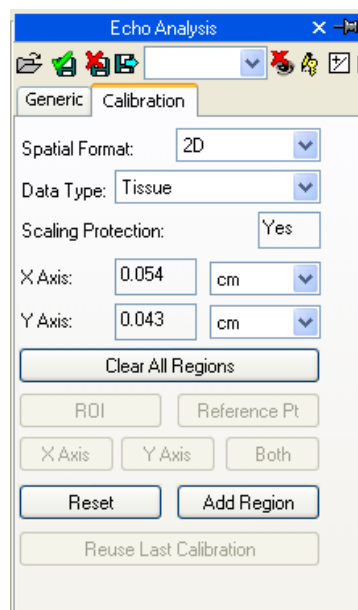 Echo Analysis
Generic Calibration
Spatial Format: 2D
Data Type: Tissue
Scaling Protection: Yes
X Axis: 0.054 cm
Y Axis: 0.043 cm
Clear All Regions
ROI Reference Pt
X Axis Y Axis Both
Reset Add Region
Reuse Last Calibration